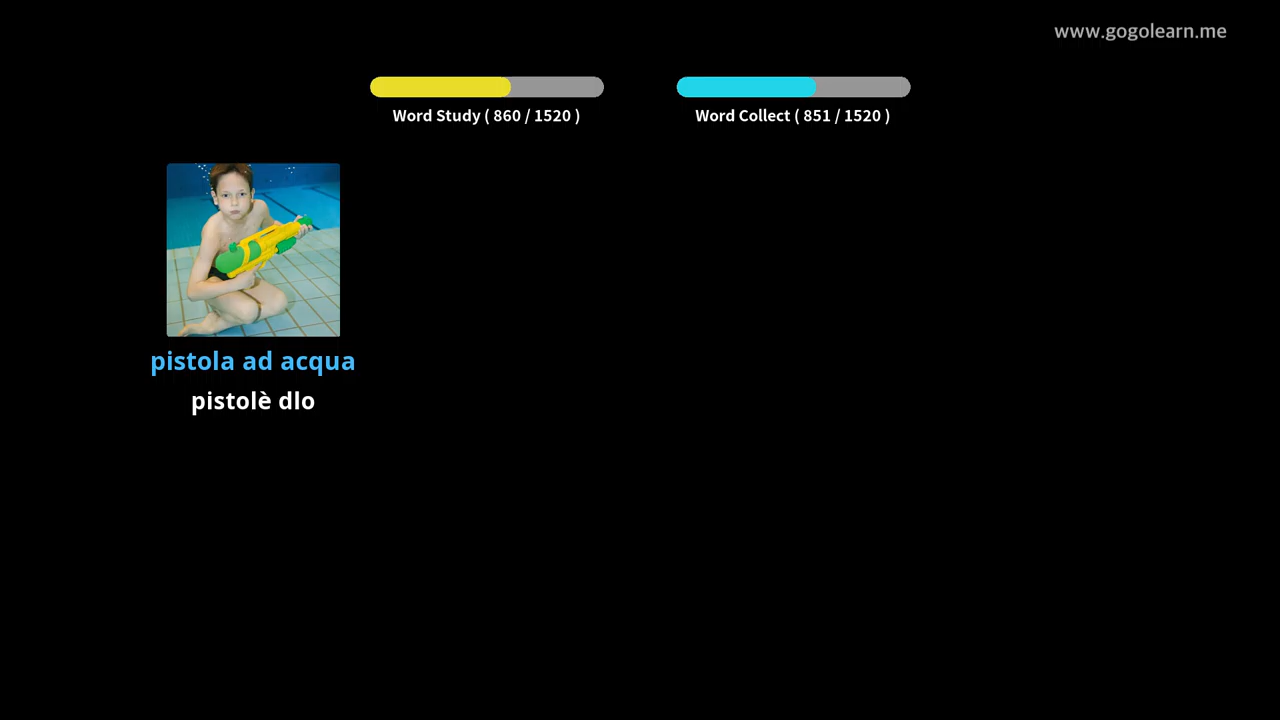 www.gogolearn.me
Word Study ( 860 / 1520 )
Word Collect ( 851 / 1520 )
pistola ad acqua
pistolè dlo